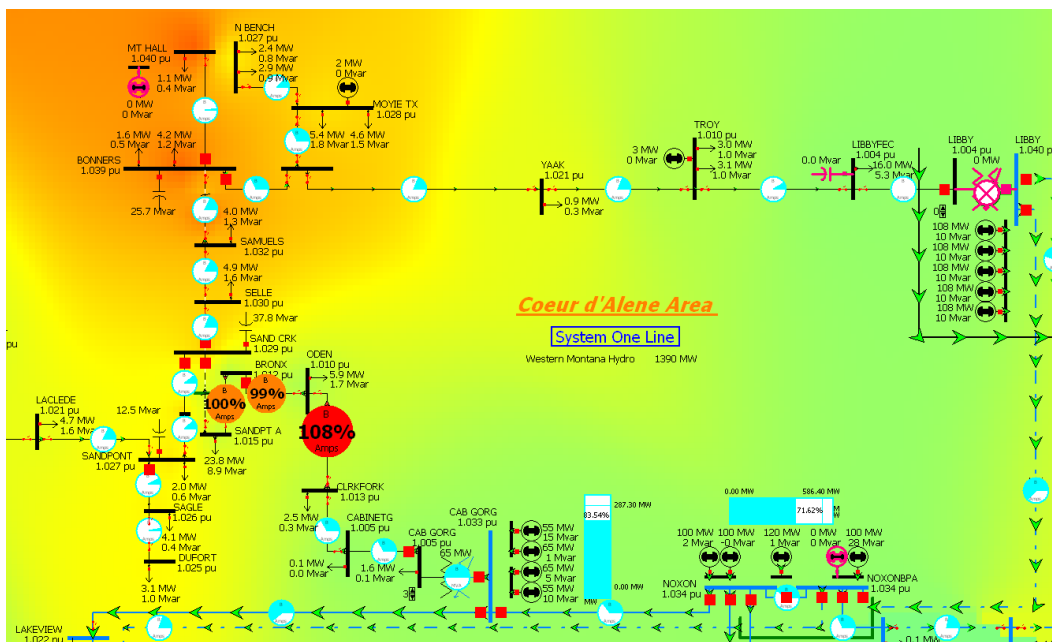 N BENCH
1.027 pu
2.4 MW
0.8 Mvar
2.9 MW
0.9 Mvar
MT HALL
1.040 pu
1.1 MW
0.4 Mvar
0 MW
0 Mvar
2 MW
0 Mvar
MOYIE TX
1.028 pu
5.4 MW
1.8 Mvar
4.6 MW
1.5 Mvar
1.6 MW
0.5 Mvar
4.2 MW
1.2 Mvar
BONNERS
1.039 pu
25.7 Mvar
YAAK
1.021 pu
0.9 MW
0.3 Mvar
TROY
1.010 pu
3 MW
0 Mvar
3.0 MW
1.0 Mvar
3.1 MW
1.0 Mvar
LIBBYFEC
1.004 pu
0.0 Mvar
16.0 MW
5.3 Mvar
LIBBY
1.004 pu
0 MW
LIBBY
1.040 pu
108 MW
10 Mvar
108 MW
10 Mvar
108 MW
10 Mvar
108 MW
10 Mvar
108 MW
10 Mvar
4.0 MW
1.3 Mvar
SAMUELS
1.032 pu
4.9 MW
1.6 Mvar
SELLE
1.030 pu
37.8 Mvar
SAND CRK
1.029 pu
Coeur d'Alene Area
System One Line
Western Montana Hydro 1390 MW
pu
BRONX
ODEN
1.010 pu
5.9 MW
1.7 Mvar
B
100%
Amps
B
99%
Amps
B
108%
Amps
LACLEDE
1.021 pu
4.7 MW
1.6 Mvar
12.5 Mvar
SANDPT A
1.015 pu
23.8 MW
8.9 Mvar
SANDPONT
1.027 pu
2.0 MW
0.6 Mvar
SAGLE
1.026 pu
4.1 MW
0.4 Mvar
DUFORT
1.025 pu
3.1 MW
1.0 Mvar
CLRKFORK
1.013 pu
2.5 MW
0.3 Mvar
CABINETG
1.005 pu
0.1 MW
0.0 Mvar
CAB GORG
1.005 pu
1.6 MW
0.1 Mvar
65 MW
CAB GORG
1.033 pu
55 MW
15 Mvar
65 MW
1 Mvar
65 MW
5 Mvar
55 MW
10 Mvar
287.30 MW
83.54%
0.00 MW
MW
0.00 MW
586.40 MW
71.62%
100 MW
2 Mvar
100 MW
-0 Mvar
120 MW
1 Mvar
0 MW
0 Mvar
100 MW
28 Mvar
NOXON
1.034 pu
NOXONBPA
1.034 pu
LAKEVIEW
1.022 pu
0.1 MW